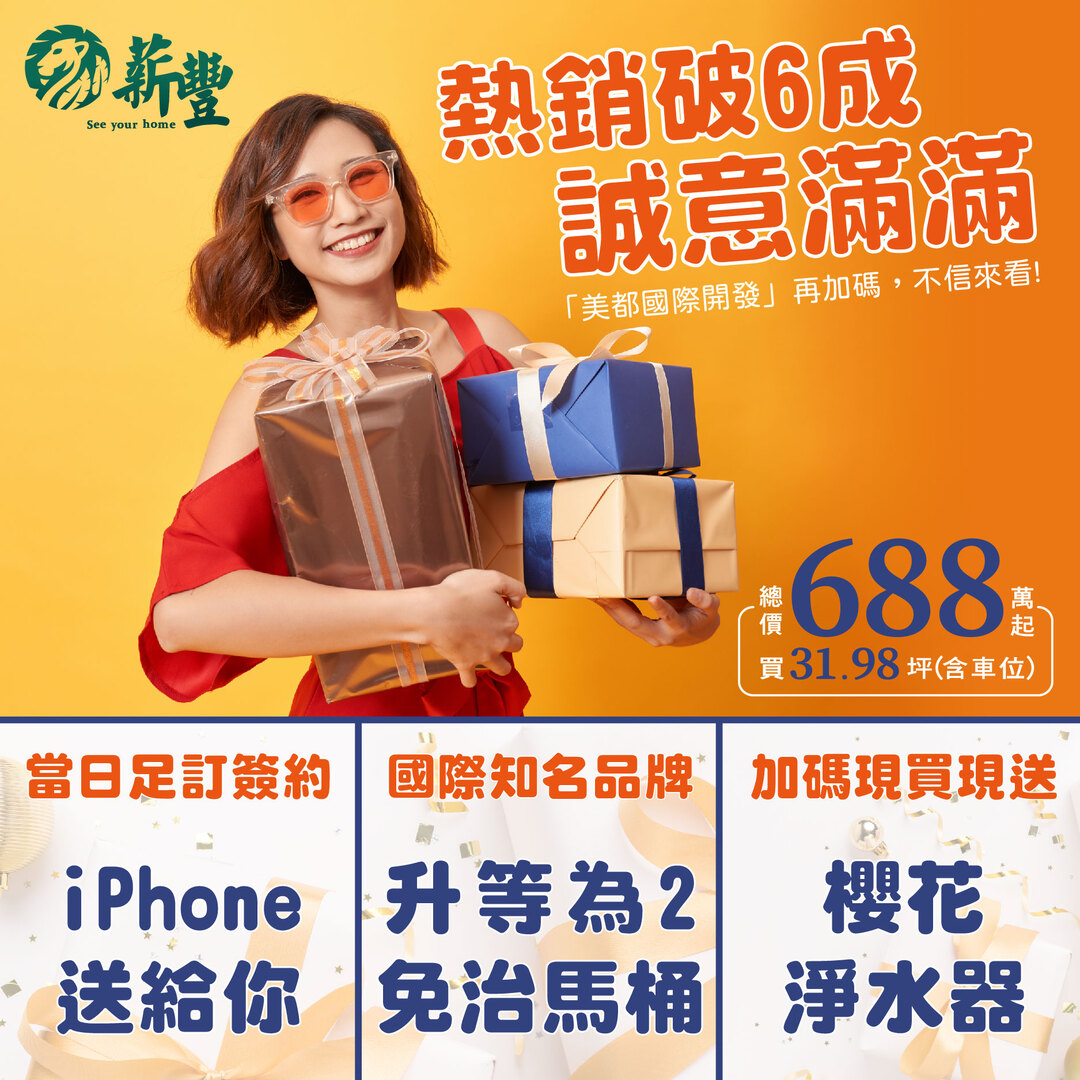 薪豐
See your home
熱銷破6成
誠意滿滿
「美都國際開發」再加碼，不信來看!
總價688萬起
買31.98坪(含車位)
當日足訂簽約
iPhone
送給你
國際知名品牌
升等為2
免治馬桶
加碼現買現送
櫻花
淨水器